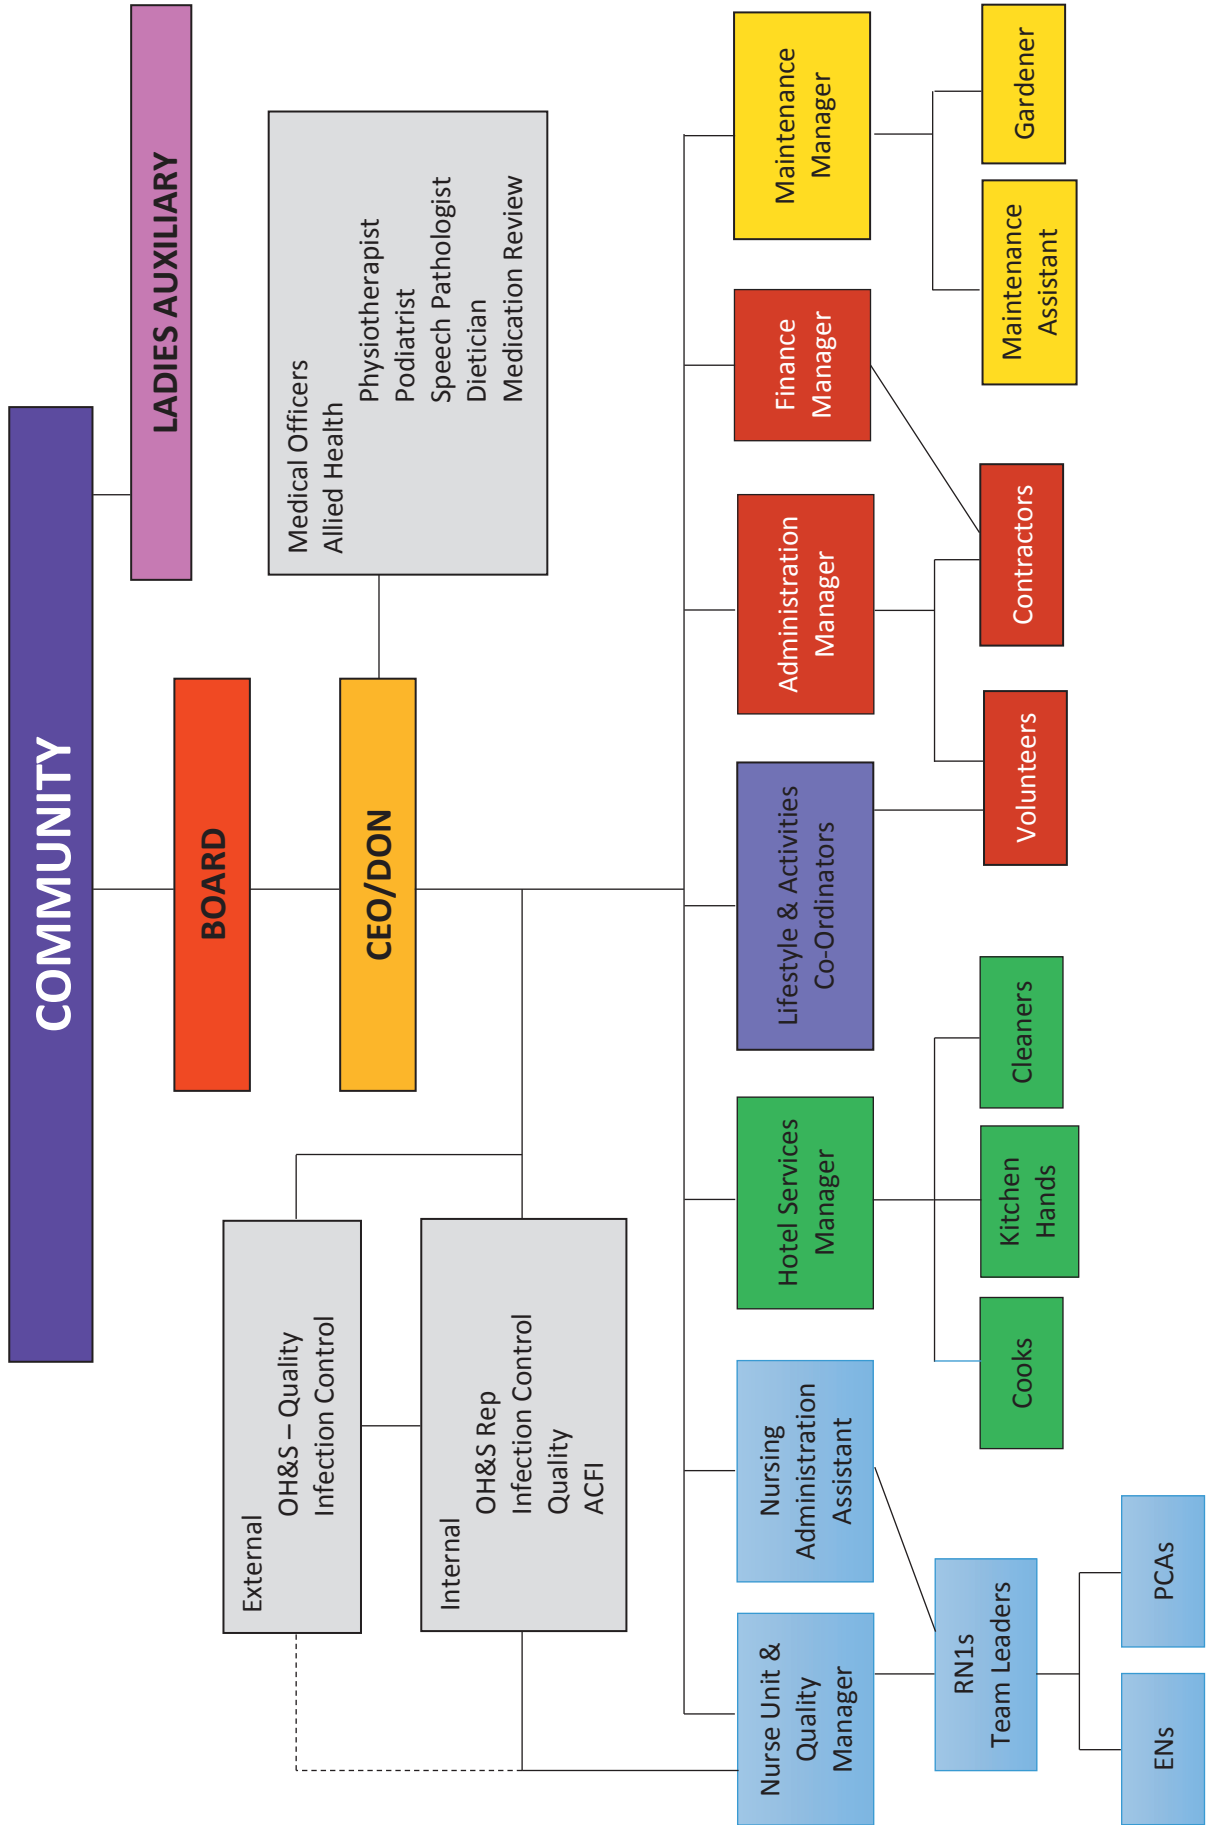 COMMUNITY
LADIES AUXILIARY
BOARD
CEO/DON
Medical Officers
Allied Health
Physiotherapist
Podiatrist
Speech Pathologist
Dietician
Medication Review
External
OH&S – Quality
Infection Control
Internal
OH&S Rep
Infection Control
Quality
ACFI
Nurse Unit &
Quality
Manager
Nursing
Administration
Assistant
Hotel Services
Manager
Lifestyle & Activities
Co-Ordinators
Administration
Manager
Finance
Manager
Maintenance
Manager
RN1s
Team Leaders
Cooks
Kitchen
Hands
Cleaners
Volunteers
Contractors
Maintenance
Assistant
Gardener
ENs
PCAs